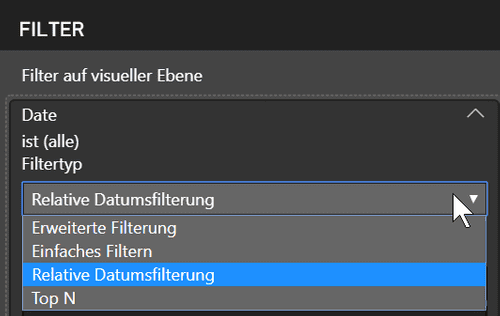 FILTER
Filter auf visueller Ebene
Date
ist (alle)
Filtertyp
Relative Datumsfilterung
Erweiterte Filterung
Einfaches Filtern
Relative Datumsfilterung
Top N